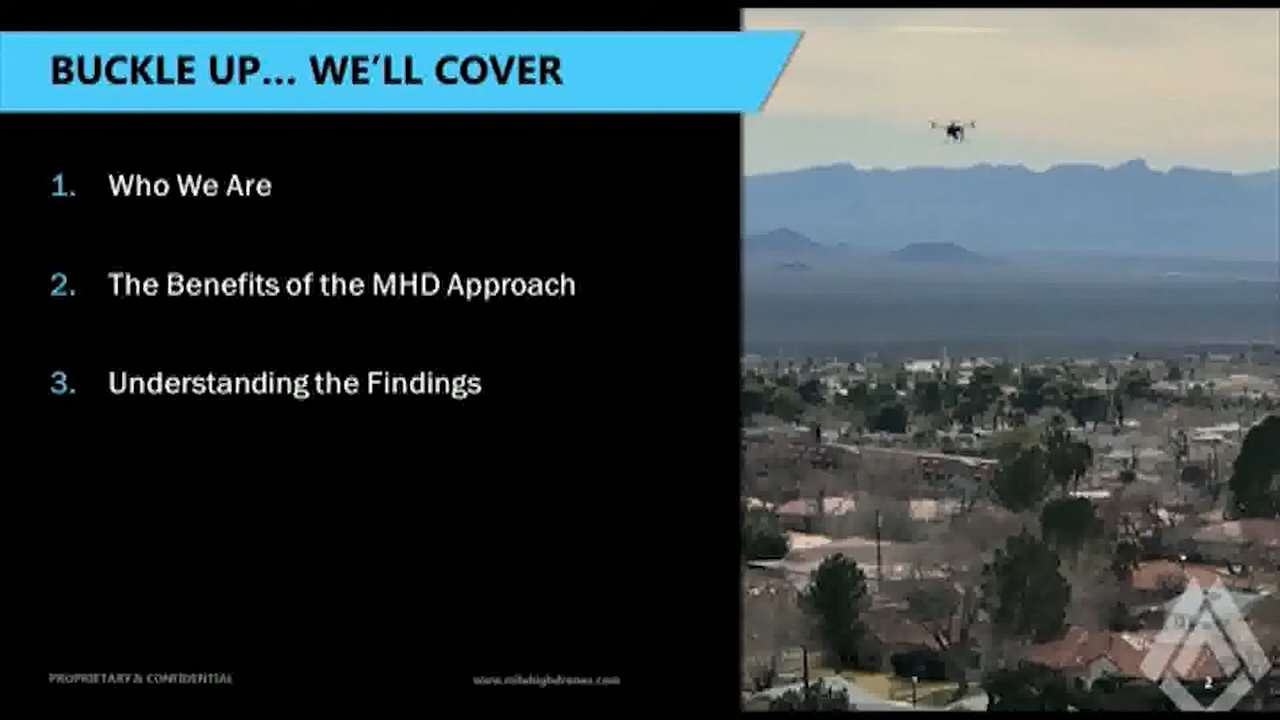 BUCKLE UP... WE'LL COVER
1. Who We Are
2. The Benefits of the MHD Approach
3. Understanding the Findings
PROPRIETARY & CONFIDENTIAL
www.milehighdrones.com
2